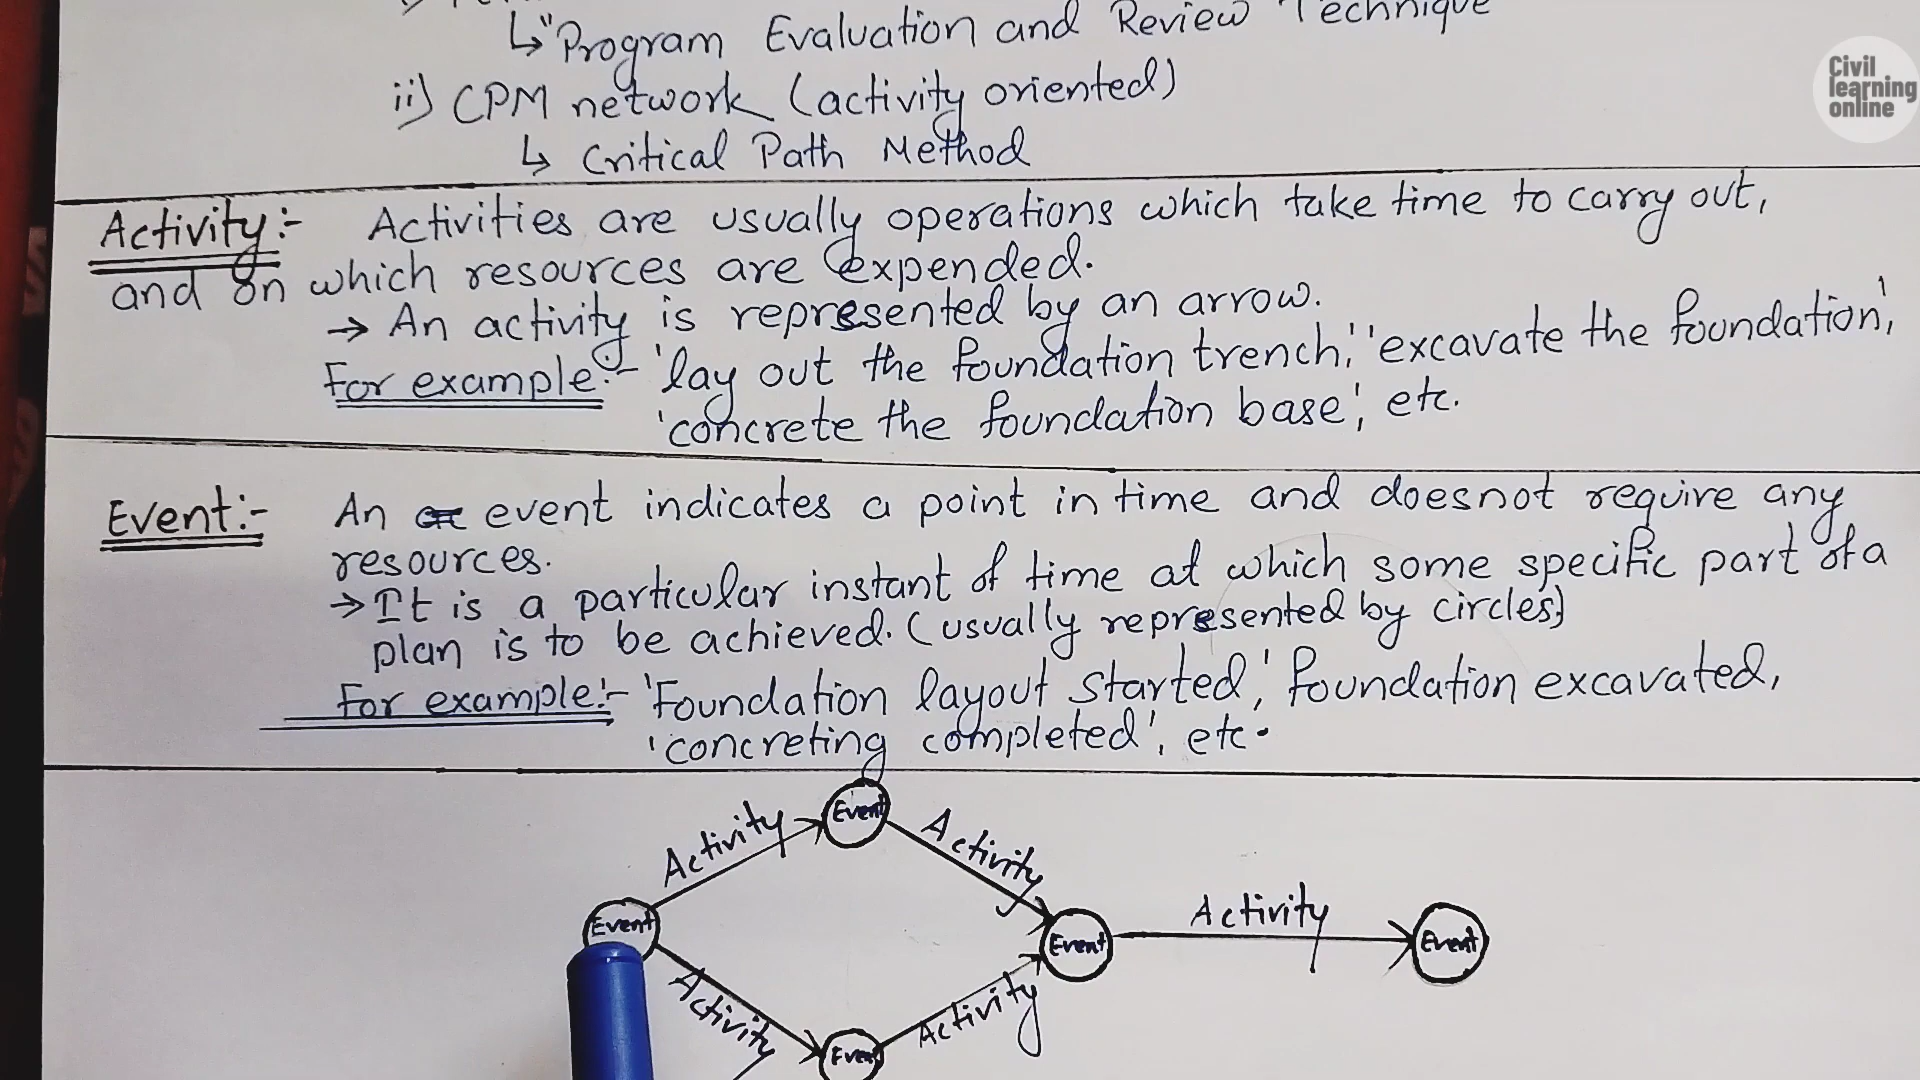 ↳ "Program Evaluation and Review Technique
ii) CPM network (activity oriented)
↳ Critical Path Method
Civil
learning
online
Activity:- Activities are usually operations which take time to carry out,
and on which resources are expended.
→ An activity is represented by an arrow.
For example:- 'lay out the foundation trench,' 'excavate the foundation,'
'concrete the foundation base', etc.
Event:- An event indicates a point in time and doesnot require any
resources.
→ It is a particular instant of time at which some specific part of a
plan is to be achieved. (usually represented by circles)
For example:- 'Foundation layout started,' foundation excavated,
'concreting completed', etc.
Event
Activity
Activity
Event
Activity
Event
Event
Activity
Activity
Event